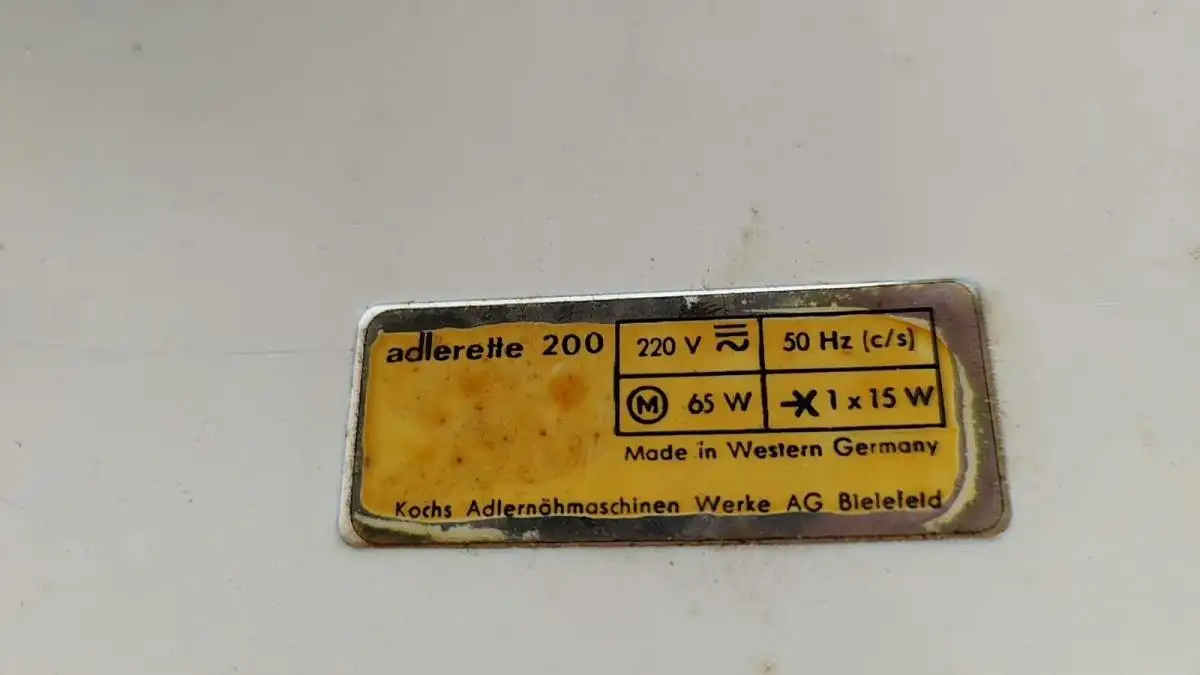 adlerette 200
220 V ⎓~ 50 Hz (c/s)
Ⓜ 65 W 1 x 15 W
Made in Western Germany
Kochs Adlernähmaschinen Werke AG Bielefeld